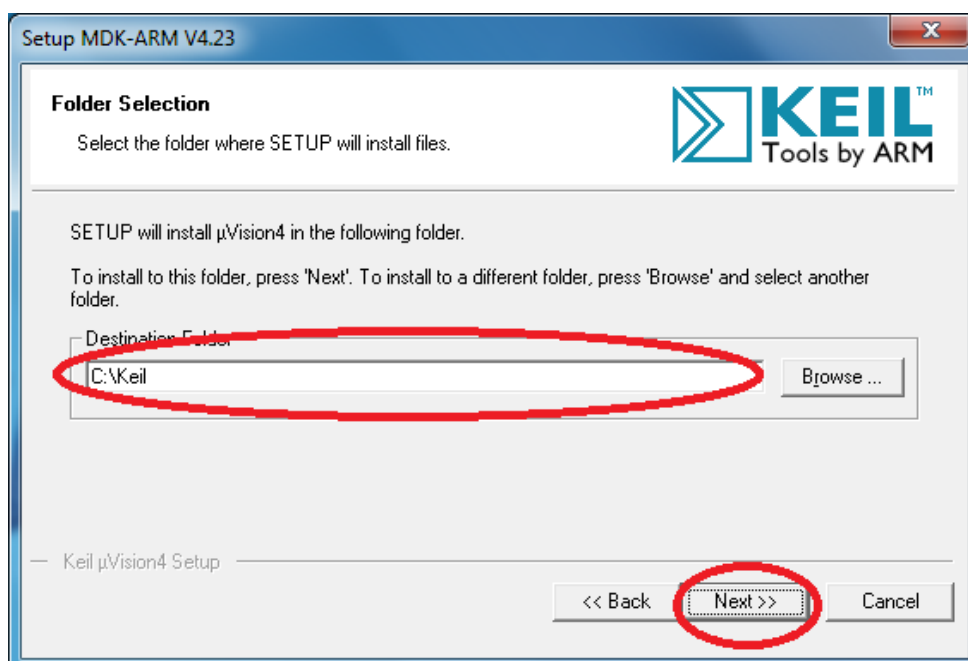 Setup MDK-ARM V4.23
Folder Selection
Select the folder where SETUP will install files.
KEIL™
Tools by ARM
SETUP will install µVision4 in the following folder.
To install to this folder, press 'Next'. To install to a different folder, press 'Browse' and select another
folder.
Destination Folder
C:\Keil
Browse ...
Keil µVision4 Setup
<< Back
Next >>
Cancel